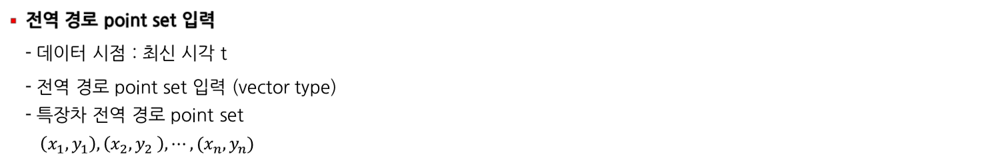 ▪ 전역 경로 point set 입력
- 데이터 시점 : 최신 시각 t
- 전역 경로 point set 입력 (vector type)
- 특장차 전역 경로 point set
(x₁, y₁), (x₂, y₂ ), ⋯ , (xₙ, yₙ)